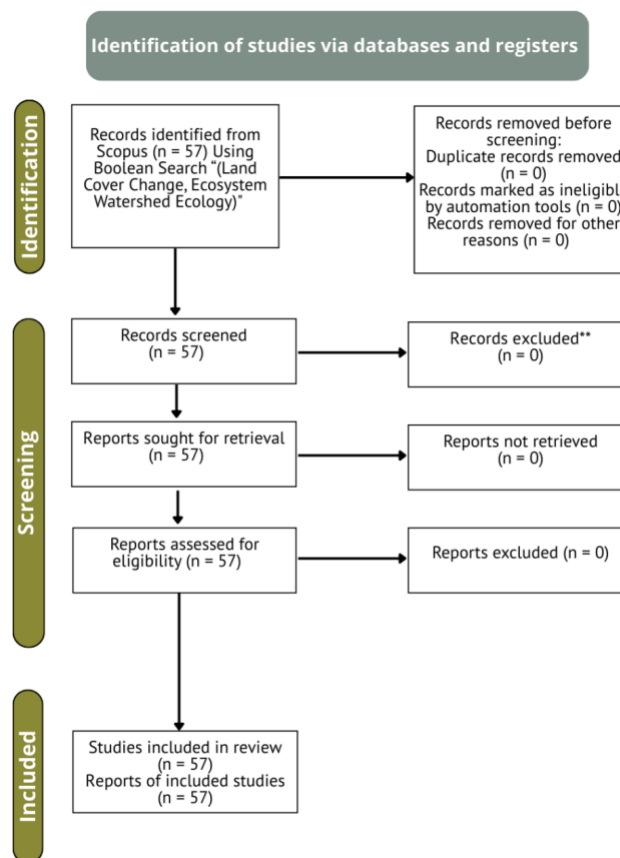 Identification of studies via databases and registers
Identification
Records identified from
Scopus (n = 57) Using
Boolean Search “(Land
Cover Change, Ecosystem
Watershed Ecology)"
Records removed before
screening:
Duplicate records removed
(n = 0)
Records marked as ineligibl
by automation tools (n = 0)
Records removed for other
reasons (n = 0)
Screening
Records screened
(n = 57)
Records excluded**
(n = 0)
Reports sought for retrieval
(n = 57)
Reports not retrieved
(n = 0)
Reports assessed for
eligibility (n = 57)
Reports excluded (n = 0)
Included
Studies included in review
(n = 57)
Reports of included studies
(n = 57)